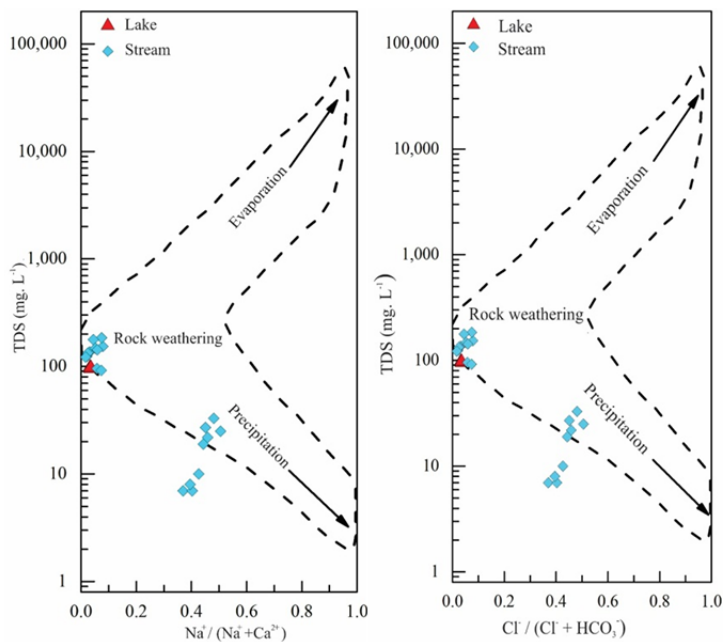 Lake
Stream
100,000
10,000
1,000
100
10
1
TDS (mg. L⁻¹)
Evaporation
Rock weathering
Precipitation
0.0 0.2 0.4 0.6 0.8 1.0
Na⁺/ (Na⁺+Ca²⁺)
Lake
Stream
100,000
10,000
1,000
100
10
1
TDS (mg. L⁻¹)
Evaporation
Rock weathering
Precipitation
0.0 0.2 0.4 0.6 0.8 1.0
Cl⁻ / (Cl⁻ + HCO₃⁻)